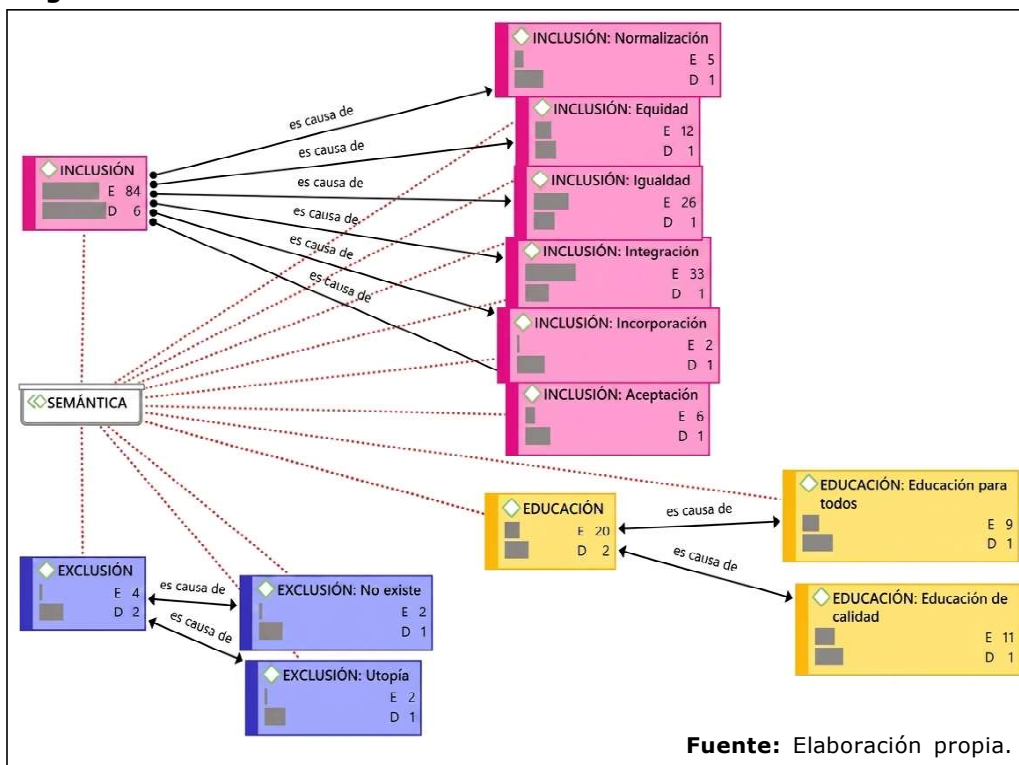 INCLUSIÓN: Normalización
E 5
D 1
es causa de
INCLUSIÓN: Equidad
E 12
D 1
es causa de
INCLUSIÓN
E 84
D 6
es causa de
INCLUSIÓN: Igualdad
E 26
D 1
es causa de
INCLUSIÓN: Integración
E 33
D 1
es causa de
INCLUSIÓN: Incorporación
E 2
D 1
es causa de
INCLUSIÓN: Aceptación
E 6
D 1
SEMÁNTICA
EDUCACIÓN
E 20
D 2
es causa de
EDUCACIÓN: Educación para
todos
E 9
D 1
es causa de
EDUCACIÓN: Educación de
calidad
E 11
D 1
EXCLUSIÓN
E 4
D 2
es causa de
EXCLUSIÓN: No existe
E 2
D 1
es causa de
EXCLUSIÓN: Utopía
E 2
D 1
Fuente: Elaboración propia.